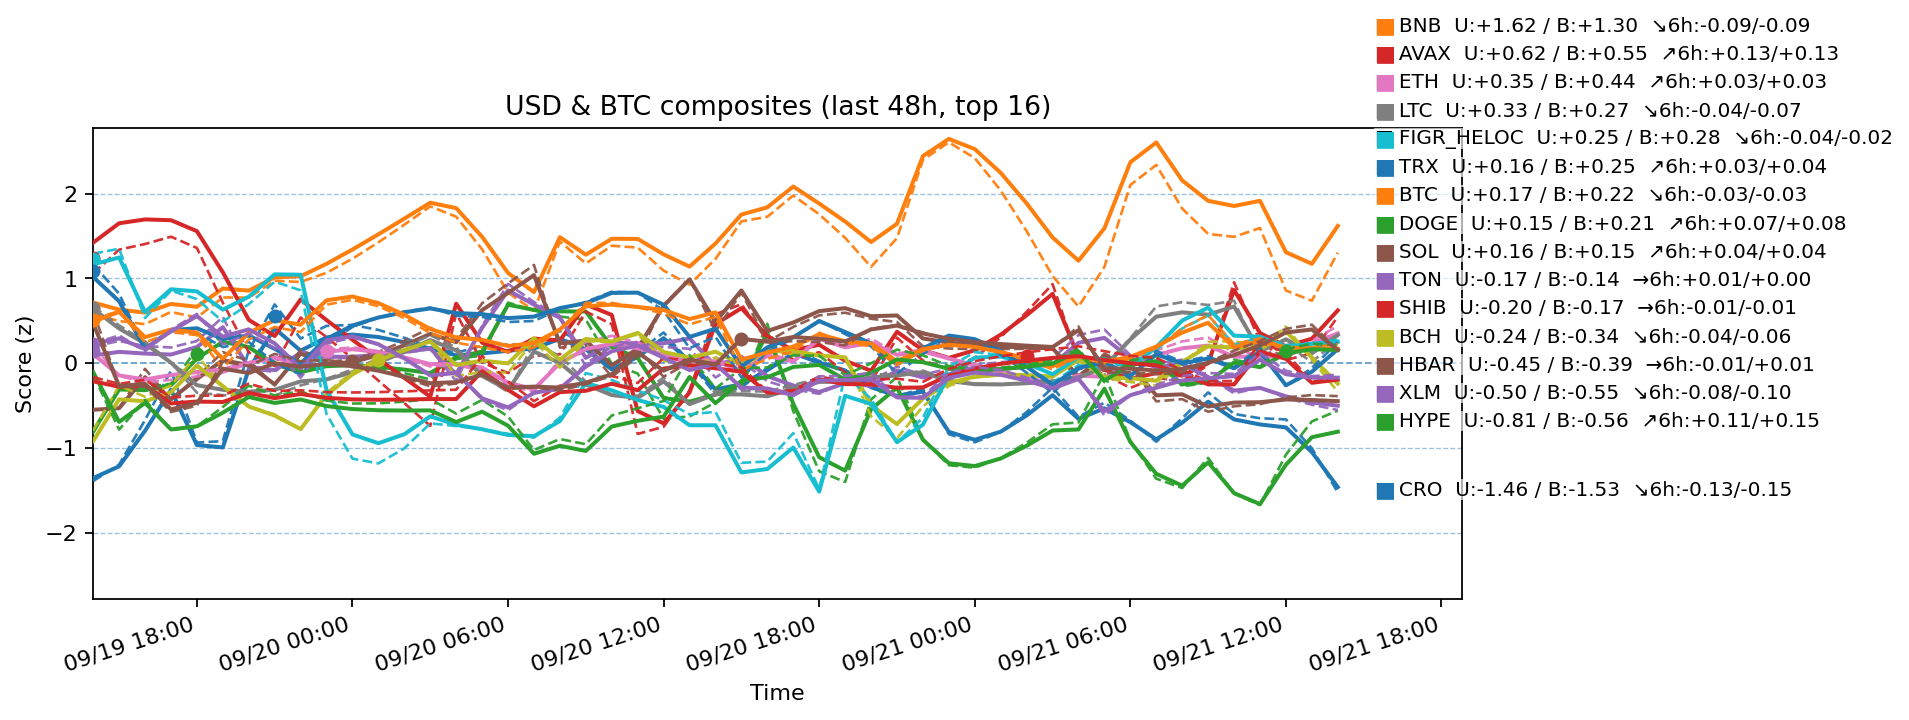 BNB U:+1.62 / B:+1.30 ↘6h:-0.09/-0.09
AVAX U:+0.62 / B:+0.55 ↗6h:+0.13/+0.13
ETH U:+0.35 / B:+0.44 ↗6h:+0.03/+0.03
LTC U:+0.33 / B:+0.27 ↘6h:-0.04/-0.07
FIGR_HELOC U:+0.25 / B:+0.28 ↘6h:-0.04/-0.02
TRX U:+0.16 / B:+0.25 ↗6h:+0.03/+0.04
BTC U:+0.17 / B:+0.22 ↘6h:-0.03/-0.03
DOGE U:+0.15 / B:+0.21 ↗6h:+0.07/+0.08
SOL U:+0.16 / B:+0.15 ↗6h:+0.04/+0.04
TON U:-0.17 / B:-0.14 →6h:+0.01/+0.00
SHIB U:-0.20 / B:-0.17 →6h:-0.01/-0.01
BCH U:-0.24 / B:-0.34 ↘6h:-0.04/-0.06
HBAR U:-0.45 / B:-0.39 →6h:-0.01/+0.01
XLM U:-0.50 / B:-0.55 ↘6h:-0.08/-0.10
HYPE U:-0.81 / B:-0.56 ↗6h:+0.11/+0.15
CRO U:-1.46 / B:-1.53 ↘6h:-0.13/-0.15
USD & BTC composites (last 48h, top 16)
Score (z)
2
1
0
−1
−2
09/19 18:00
09/20 00:00
09/20 06:00
09/20 12:00
09/20 18:00
09/21 00:00
09/21 06:00
09/21 12:00
09/21 18:00
Time